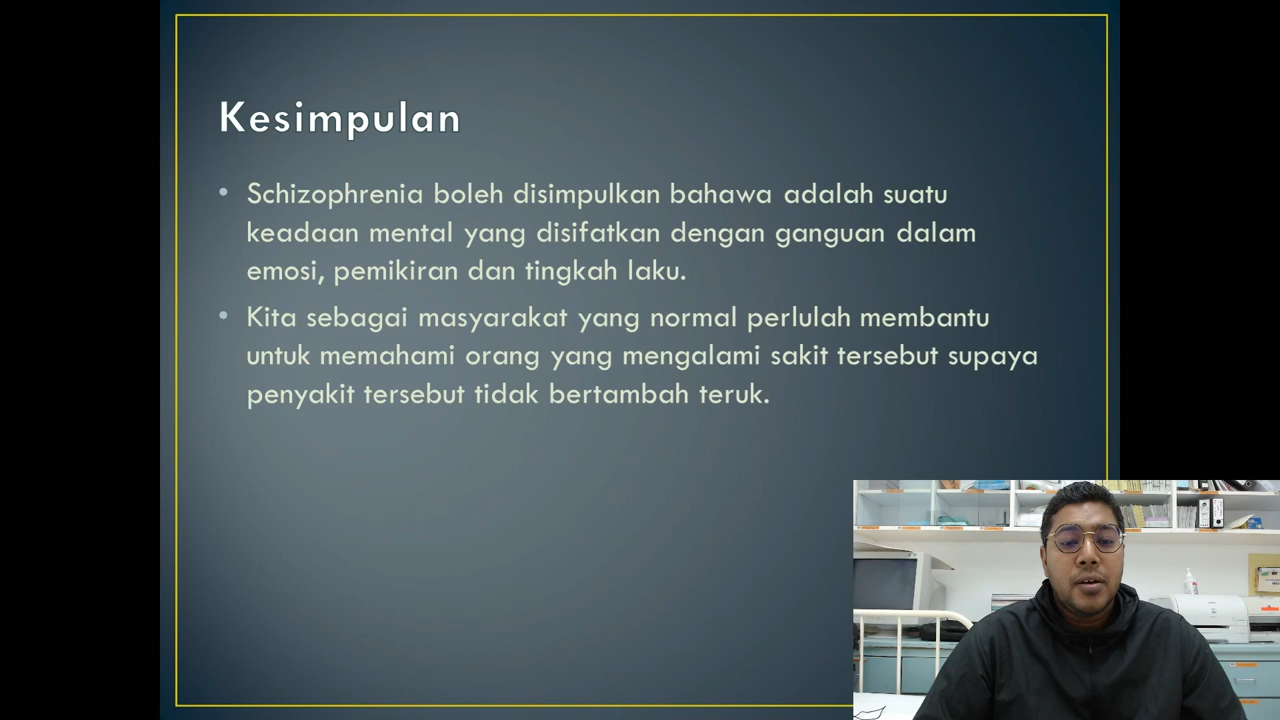 Kesimpulan
• Schizophrenia boleh disimpulkan bahawa adalah suatu
keadaan mental yang disifatkan dengan ganguan dalam
emosi, pemikiran dan tingkah laku.
• Kita sebagai masyarakat yang normal perlulah membantu
untuk memahami orang yang mengalami sakit tersebut supaya
penyakit tersebut tidak bertambah teruk.